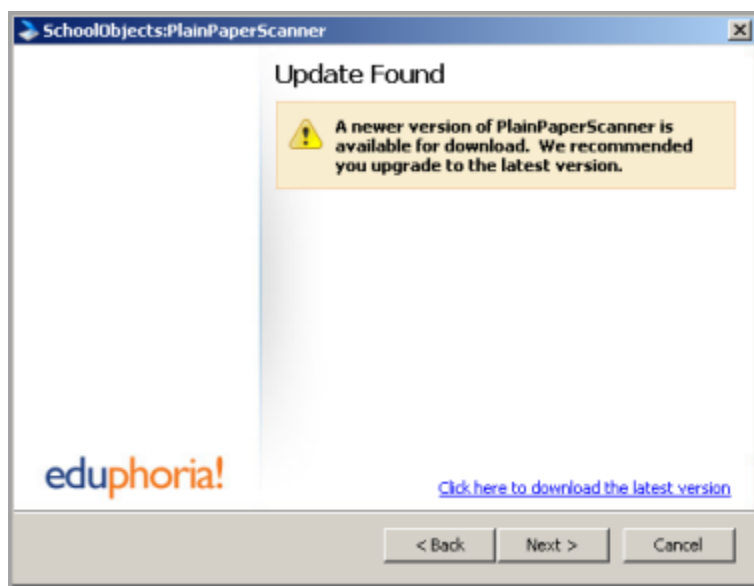 SchoolObjects:PlainPaperScanner
Update Found
A newer version of PlainPaperScanner is
available for download. We recommended
you upgrade to the latest version.
eduphoria!
Click here to download the latest version
< Back Next > Cancel